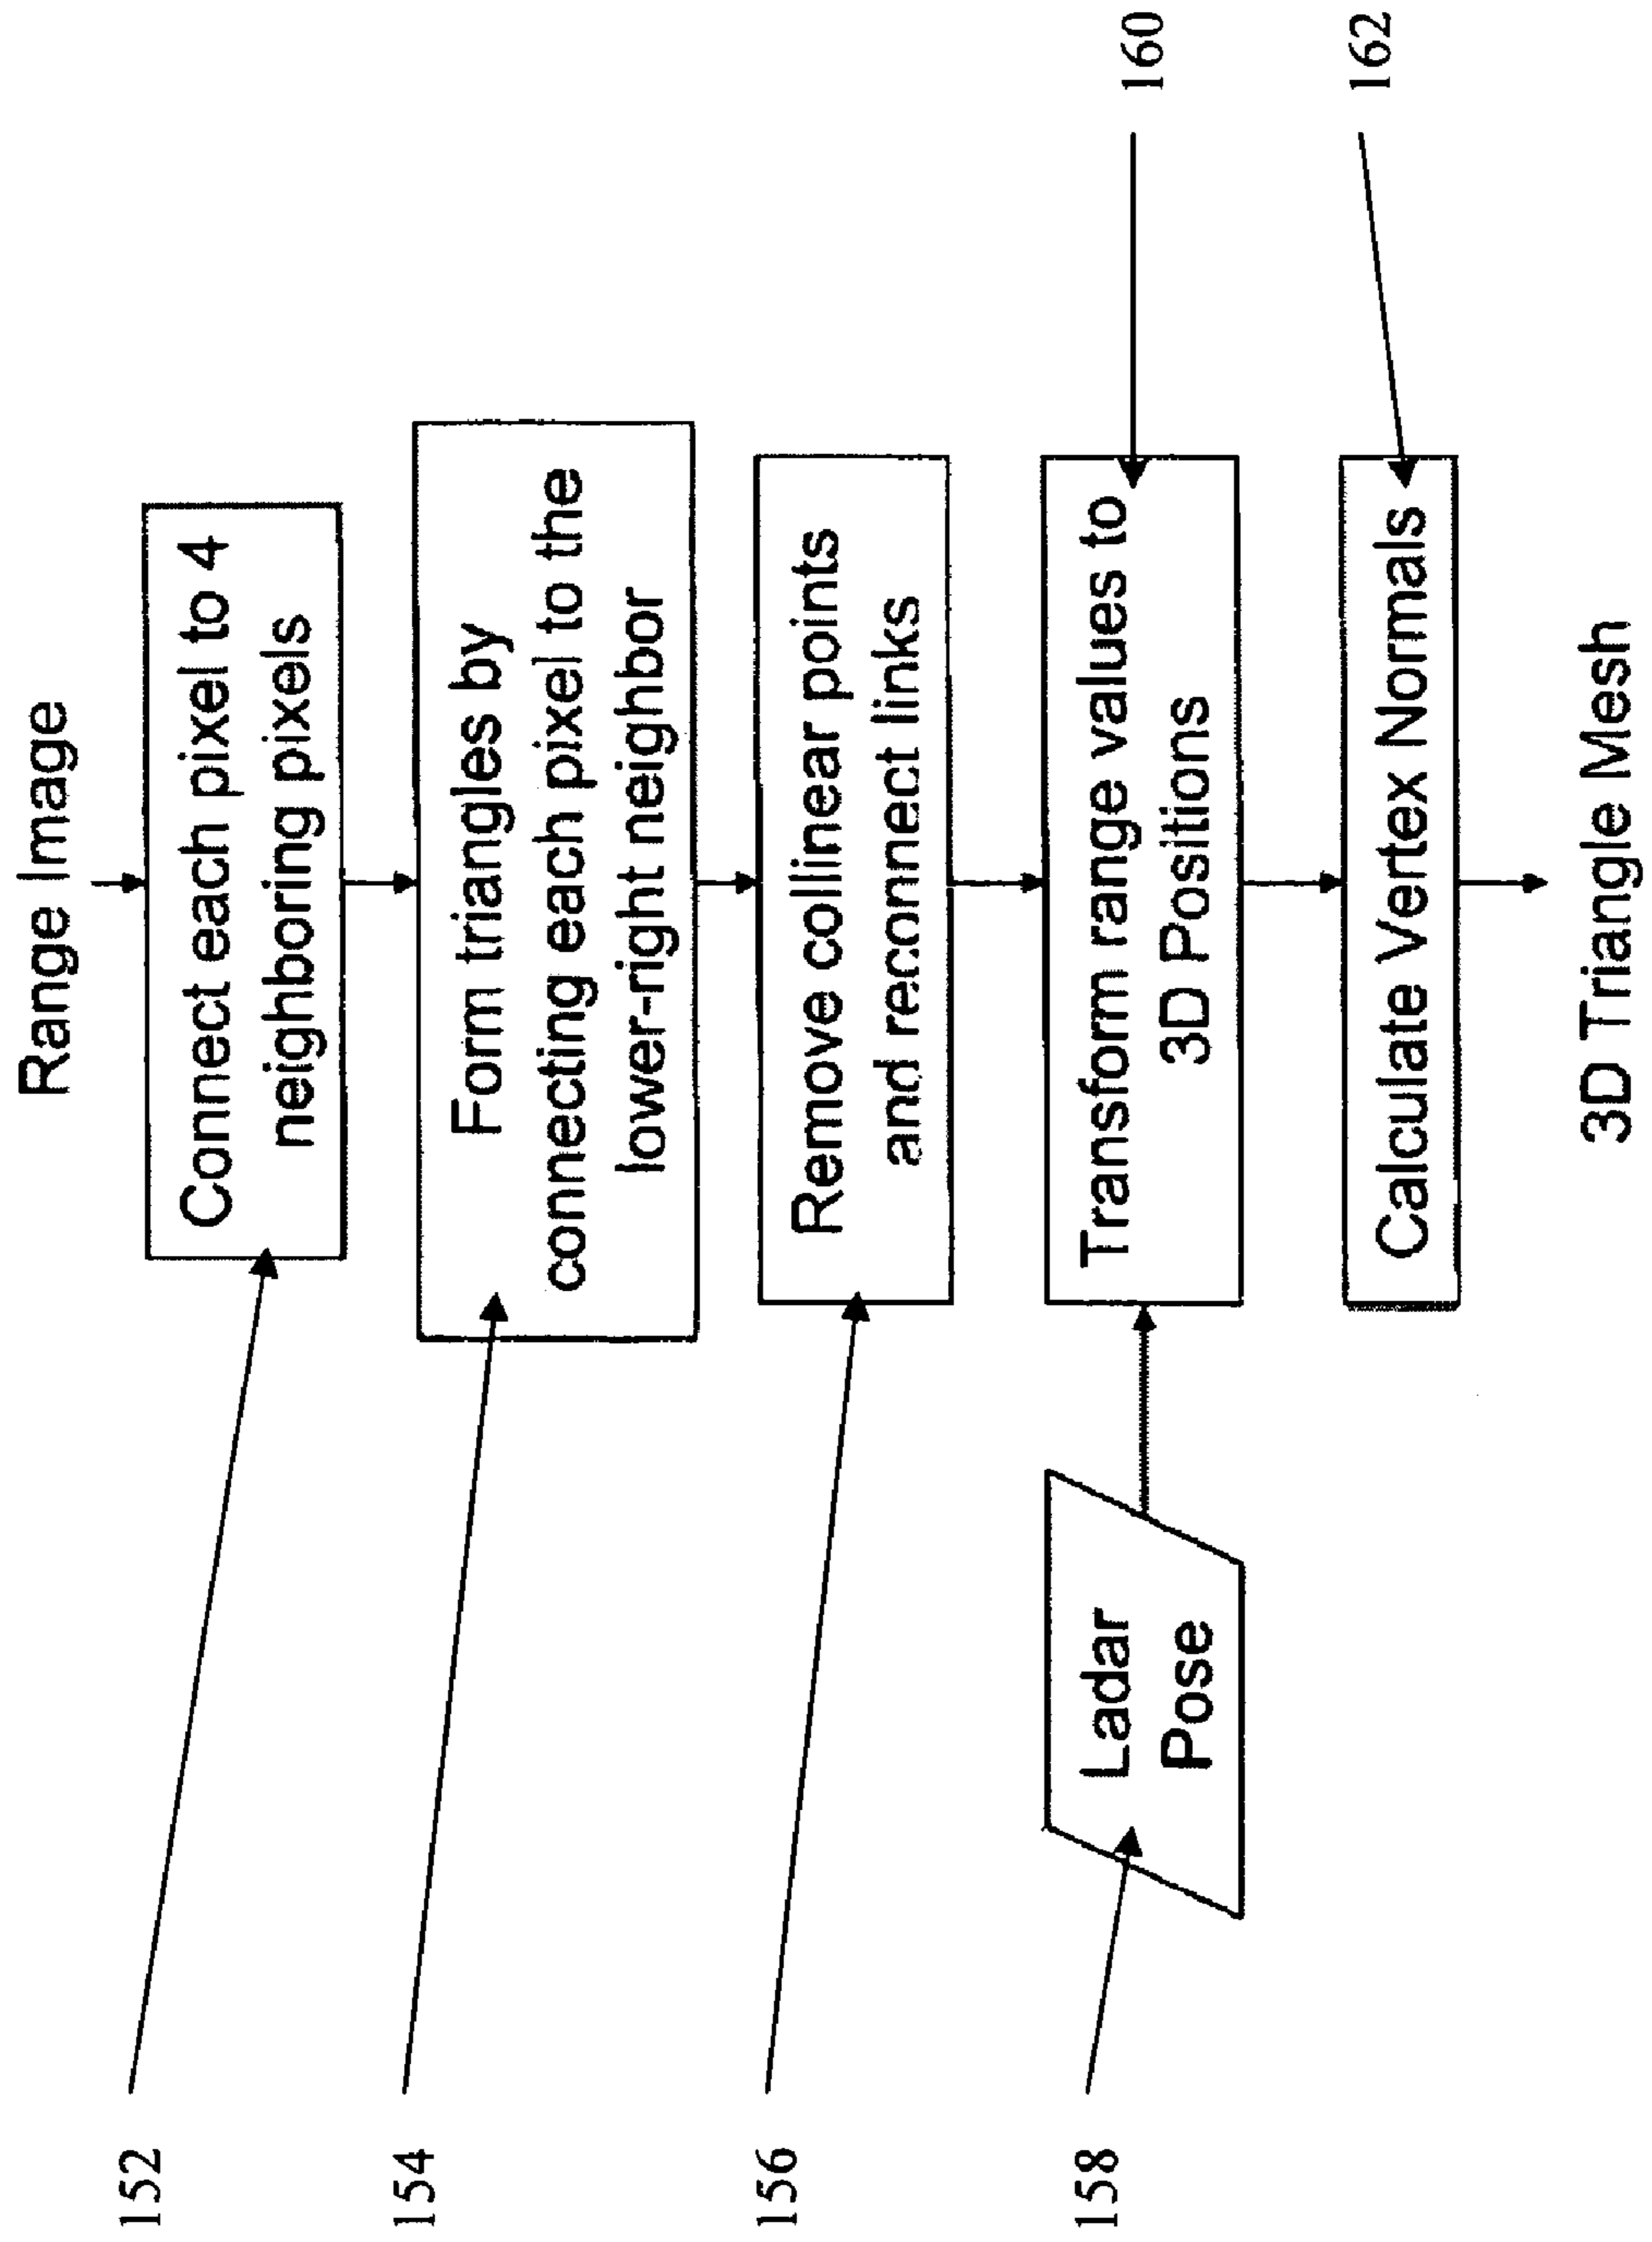 Range Image
152
Connect each pixel to 4
neighboring pixels
154
Form triangles by
connecting each pixel to the
lower-right neighbor
156
Remove collinear points
and reconnect links
158
Ladar
Pose
Transform range values to
3D Positions
160
Calculate Vertex Normals
162
3D Triangle Mesh